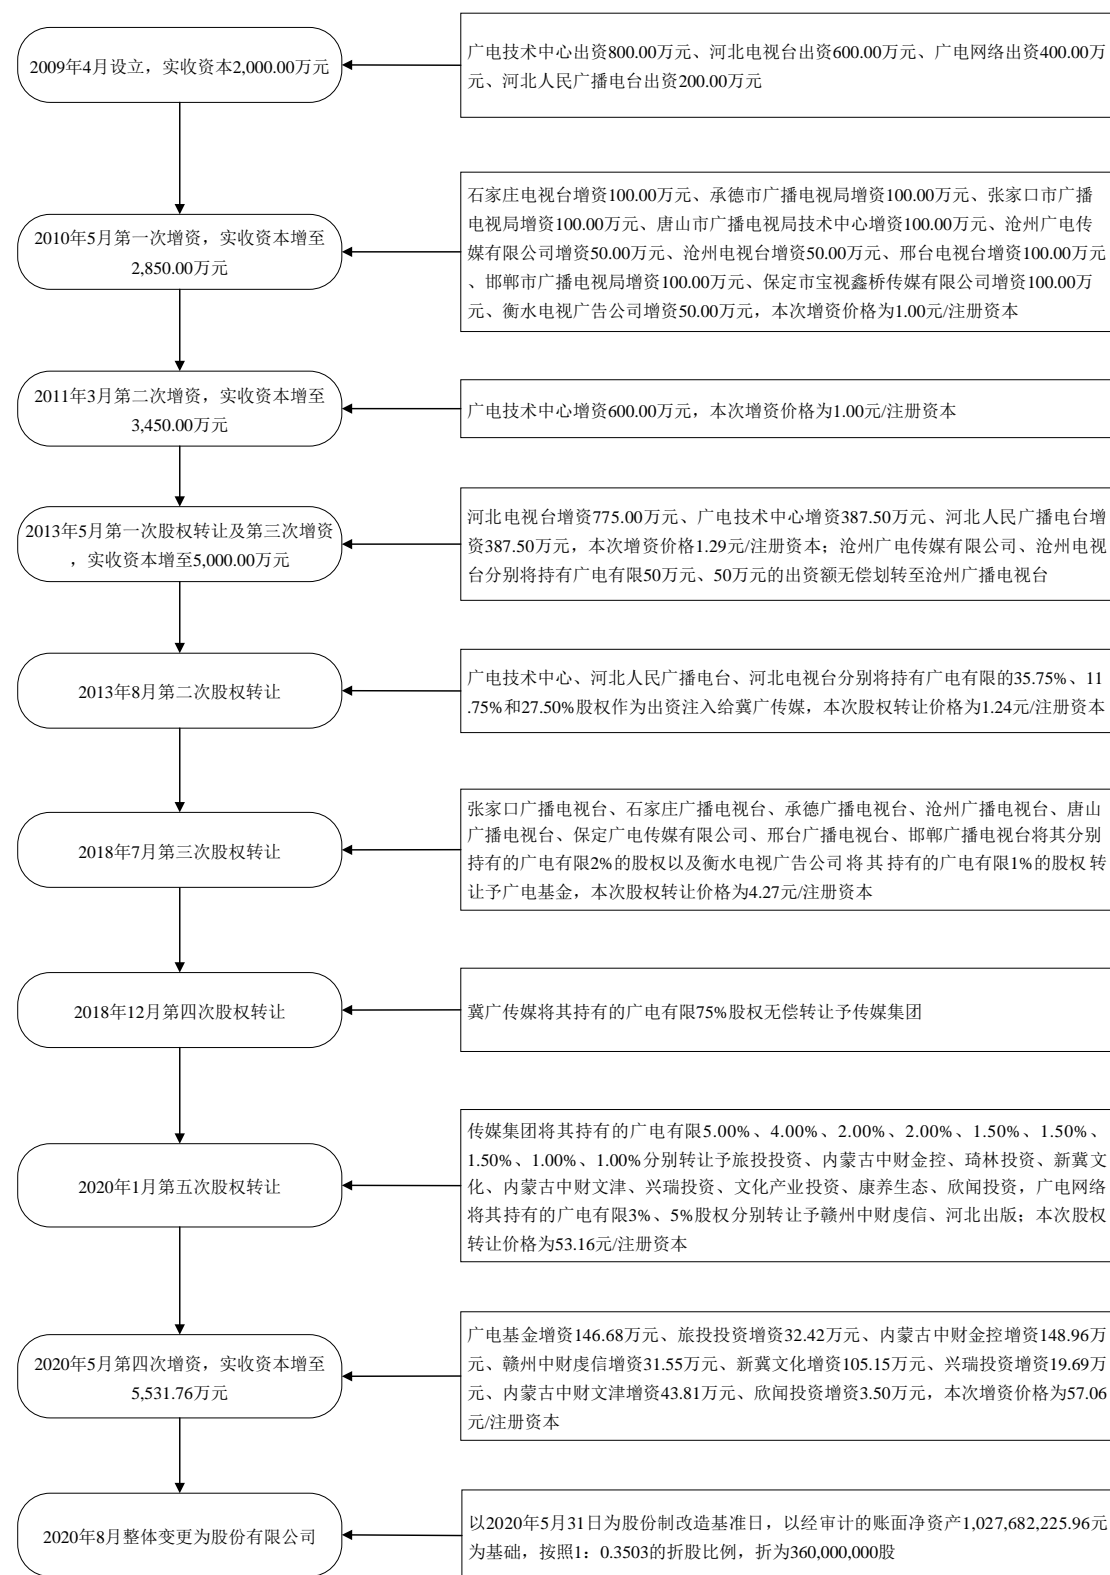 2009年4月设立，实收资本2,000.00万元
广电技术中心出资800.00万元、河北电视台出资600.00万元、广电网络出资400.00万
元、河北人民广播电台出资200.00万元
2010年5月第一次增资，实收资本增至
2,850.00万元
石家庄电视台增资100.00万元、承德市广播电视局增资100.00万元、张家口市广播
电视局增资100.00万元、唐山市广播电视局技术中心增资100.00万元、沧州广电传
媒有限公司增资50.00万元、沧州电视台增资50.00万元、邢台电视台增资100.00万元
、邯郸市广播电视局增资100.00万元、保定市宝视鑫桥传媒有限公司增资100.00万
元、衡水电视广告公司增资50.00万元，本次增资价格为1.00元/注册资本
2011年3月第二次增资，实收资本增至
3,450.00万元
广电技术中心增资600.00万元，本次增资价格为1.00元/注册资本
2013年5月第一次股权转让及第三次增资
，实收资本增至5,000.00万元
河北电视台增资775.00万元、广电技术中心增资387.50万元、河北人民广播电台增
资387.50万元，本次增资价格1.29元/注册资本；沧州广电传媒有限公司、沧州电视
台分别将持有广电有限50万元、50万元的出资额无偿划转至沧州广播电视台
2013年8月第二次股权转让
广电技术中心、河北人民广播电台、河北电视台分别将持有广电有限的35.75%、11
.75%和27.50%股权作为出资注入给冀广传媒，本次股权转让价格为1.24元/注册资本
2018年7月第三次股权转让
张家口广播电视台、石家庄广播电视台、承德广播电视台、沧州广播电视台、唐山
广播电视台、保定广电传媒有限公司、邢台广播电视台、邯郸广播电视台将其分别
持有的广电有限2%的股权以及衡水电视广告公司将其持有的广电有限1%的股权转
让予广电基金，本次股权转让价格为4.27元/注册资本
2018年12月第四次股权转让
冀广传媒将其持有的广电有限75%股权无偿转让予传媒集团
2020年1月第五次股权转让
传媒集团将其持有的广电有限5.00%、4.00%、2.00%、2.00%、1.50%、1.50%、
1.50%、1.00%、1.00%分别转让予旅投投资、内蒙古中财金控、琦林投资、新冀文
化、内蒙古中财文津、兴瑞投资、文化产业投资、康养生态、欣闻投资，广电网络
将其持有的广电有限3%、5%股权分别转让予赣州中财虔信、河北出版；本次股权
转让价格为53.16元/注册资本
2020年5月第四次增资，实收资本增至
5,531.76万元
广电基金增资146.68万元、旅投投资增资32.42万元、内蒙古中财金控增资148.96万
元、赣州中财虔信增资31.55万元、新冀文化增资105.15万元、兴瑞投资增资19.69万
元、内蒙古中财文津增资43.81万元、欣闻投资增资3.50万元，本次增资价格为57.06
元/注册资本
2020年8月整体变更为股份有限公司
以2020年5月31日为股份制改造基准日，以经审计的账面净资产1,027,682,225.96元
为基础，按照1：0.3503的折股比例，折为360,000,000股